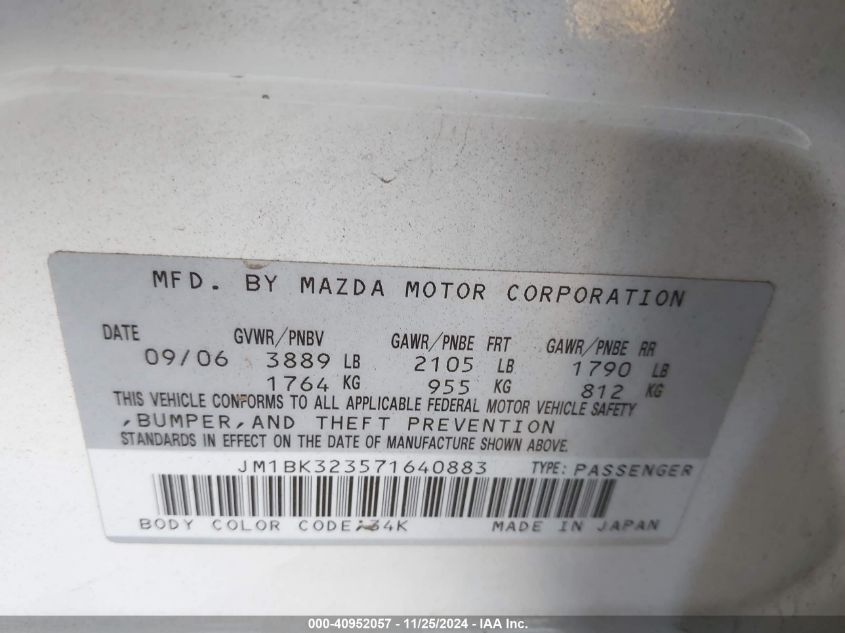 MFD. BY MAZDA MOTOR CORPORATION
DATE GVWR/PNBV GAWR/PNBE FRT GAWR/PNBE RR
09/06 3889 LB 2105 LB 1790 LB
1764 KG 955 KG 812 KG
THIS VEHICLE CONFORMS TO ALL APPLICABLE FEDERAL MOTOR VEHICLE SAFETY
,BUMPER,AND THEFT PREVENTION
STANDARDS IN EFFECT ON THE DATE OF MANUFACTURE SHOWN ABOVE.
JM1BK323571640883 TYPE: PASSENGER
BODY COLOR CODE: 34K MADE IN JAPAN
000-40952057 - 11/25/2024 - IAA Inc.